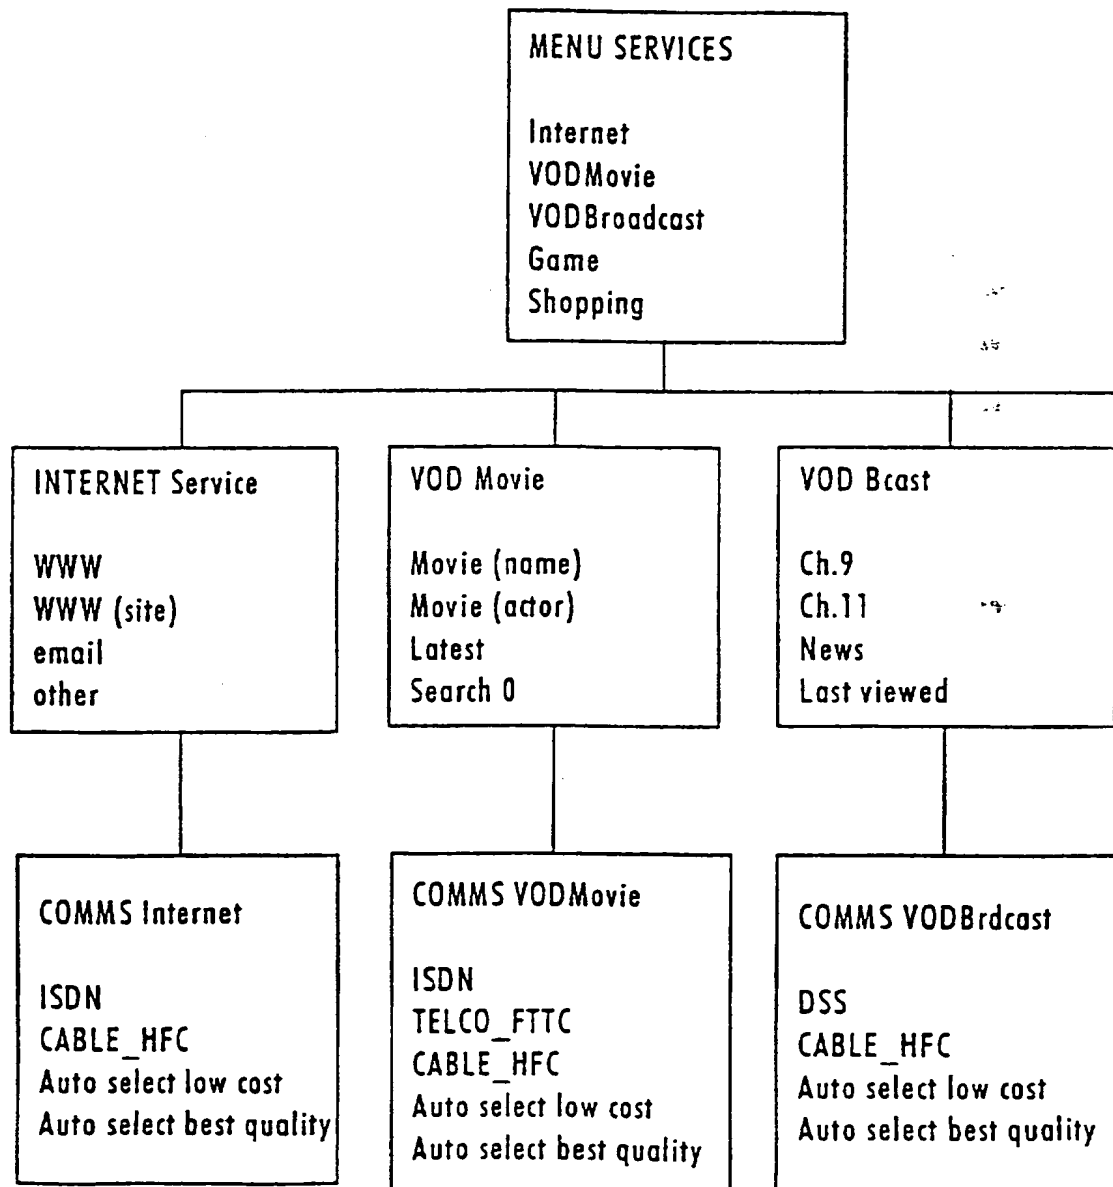 MENU SERVICES
Internet
VODMovie
VODBroadcast
Game
Shopping
INTERNET Service
WWW
WWW (site)
email
other
VOD Movie
Movie (name)
Movie (actor)
Latest
Search 0
VOD Bcast
Ch.9
Ch.11
News
Last viewed
COMMS Internet
ISDN
CABLE_HFC
Auto select low cost
Auto select best quality
COMMS VODMovie
ISDN
TELCO_FTTC
CABLE_HFC
Auto select low cost
Auto select best quality
COMMS VODBrdcast
DSS
CABLE_HFC
Auto select low cost
Auto select best quality